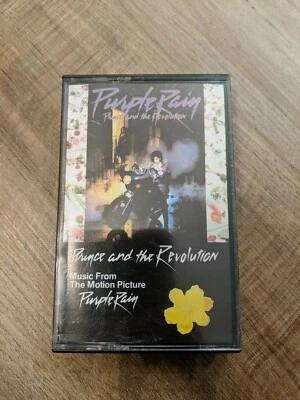 Purple Rain
Prince and the Revolution
Prince and the Revolution
Music From
The Motion Picture
Purple Rain